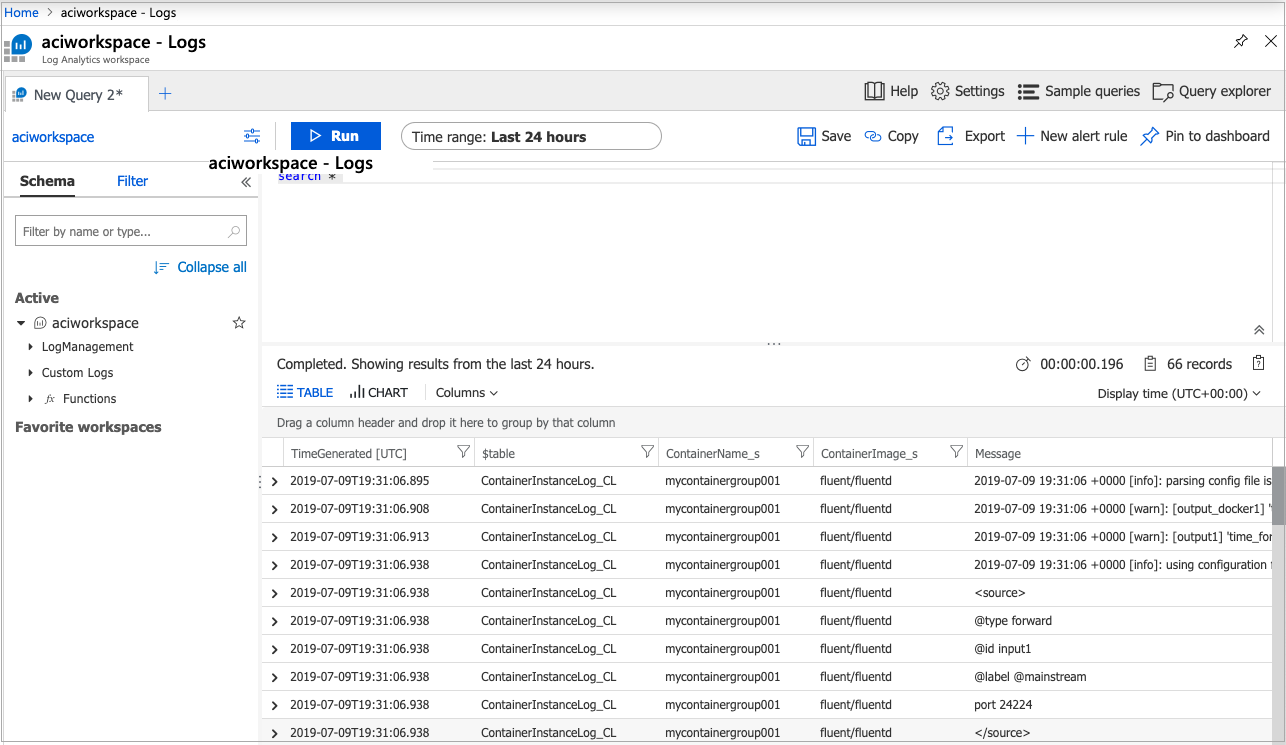 Home > aciworkspace - Logs
aciworkspace - Logs
Log Analytics workspace
New Query 2* +
Help Settings Sample queries Query explorer
aciworkspace Run Time range: Last 24 hours Save Copy Export New alert rule Pin to dashboard
aciworkspace - Logs
Schema Filter «
search *
Filter by name or type...
Collapse all
Active
aciworkspace
LogManagement
Custom Logs
fx Functions
Favorite workspaces
...
Completed. Showing results from the last 24 hours. 00:00:00.196 66 records
TABLE CHART Columns Display time (UTC+00:00)
Drag a column header and drop it here to group by that column
TimeGenerated [UTC] $table ContainerName_s ContainerImage_s Message
2019-07-09T19:31:06.895 ContainerInstanceLog_CL mycontainergroup001 fluent/fluentd 2019-07-09 19:31:06 +0000 [info]: parsing config file is
2019-07-09T19:31:06.908 ContainerInstanceLog_CL mycontainergroup001 fluent/fluentd 2019-07-09 19:31:06 +0000 [warn]: [output_docker1] 't
2019-07-09T19:31:06.913 ContainerInstanceLog_CL mycontainergroup001 fluent/fluentd 2019-07-09 19:31:06 +0000 [warn]: [output1] 'time_for
2019-07-09T19:31:06.938 ContainerInstanceLog_CL mycontainergroup001 fluent/fluentd 2019-07-09 19:31:06 +0000 [info]: using configuration f
2019-07-09T19:31:06.938 ContainerInstanceLog_CL mycontainergroup001 fluent/fluentd <source>
2019-07-09T19:31:06.938 ContainerInstanceLog_CL mycontainergroup001 fluent/fluentd @type forward
2019-07-09T19:31:06.938 ContainerInstanceLog_CL mycontainergroup001 fluent/fluentd @id input1
2019-07-09T19:31:06.938 ContainerInstanceLog_CL mycontainergroup001 fluent/fluentd @label @mainstream
2019-07-09T19:31:06.938 ContainerInstanceLog_CL mycontainergroup001 fluent/fluentd port 24224
2019-07-09T19:31:06.938 ContainerInstanceLog_CL mycontainergroup001 fluent/fluentd </source>